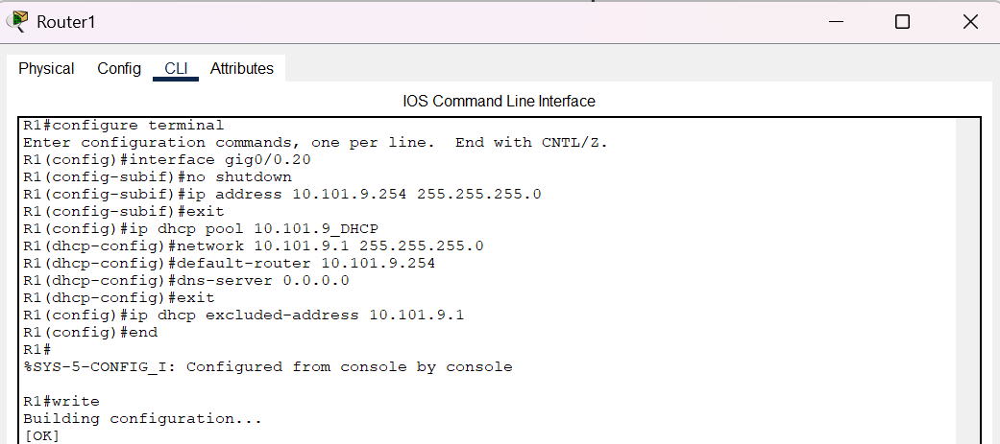 Router1
Physical Config CLI Attributes
IOS Command Line Interface
R1#configure terminal
Enter configuration commands, one per line.  End with CNTL/Z.
R1(config)#interface gig0/0.20
R1(config-subif)#no shutdown
R1(config-subif)#ip address 10.101.9.254 255.255.255.0
R1(config-subif)#exit
R1(config)#ip dhcp pool 10.101.9_DHCP
R1(dhcp-config)#network 10.101.9.1 255.255.255.0
R1(dhcp-config)#default-router 10.101.9.254
R1(dhcp-config)#dns-server 0.0.0.0
R1(dhcp-config)#exit
R1(config)#ip dhcp excluded-address 10.101.9.1
R1(config)#end
R1#
%SYS-5-CONFIG_I: Configured from console by console
R1#write
Building configuration...
[OK]